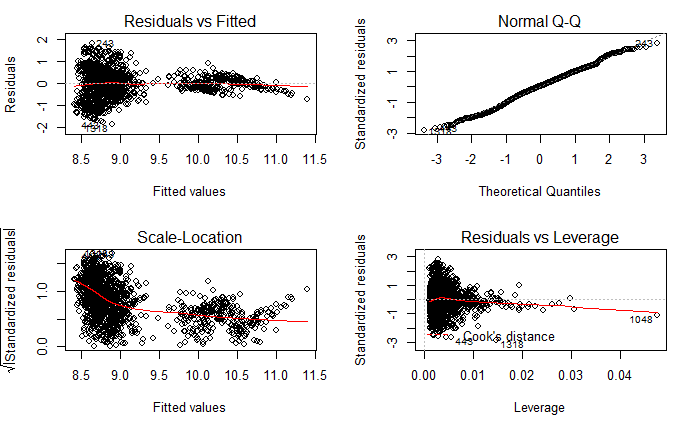 Residuals vs Fitted
Residuals
2
1
0
-1
-2
243
443
1318
8.5 9.0 9.5 10.0 10.5 11.0 11.5
Fitted values
Normal Q-Q
Standardized residuals
3
1
-1
-3
243
-3 -2 -1 0 1 2 3
Theoretical Quantiles
Scale-Location
√|Standardized residuals|
1.0
0.0
8.5 9.0 9.5 10.0 10.5 11.0 11.5
Fitted values
Residuals vs Leverage
Standardized residuals
3
1
-1
-3
1048
Cook's distance
443
1318
0.00 0.01 0.02 0.03 0.04
Leverage